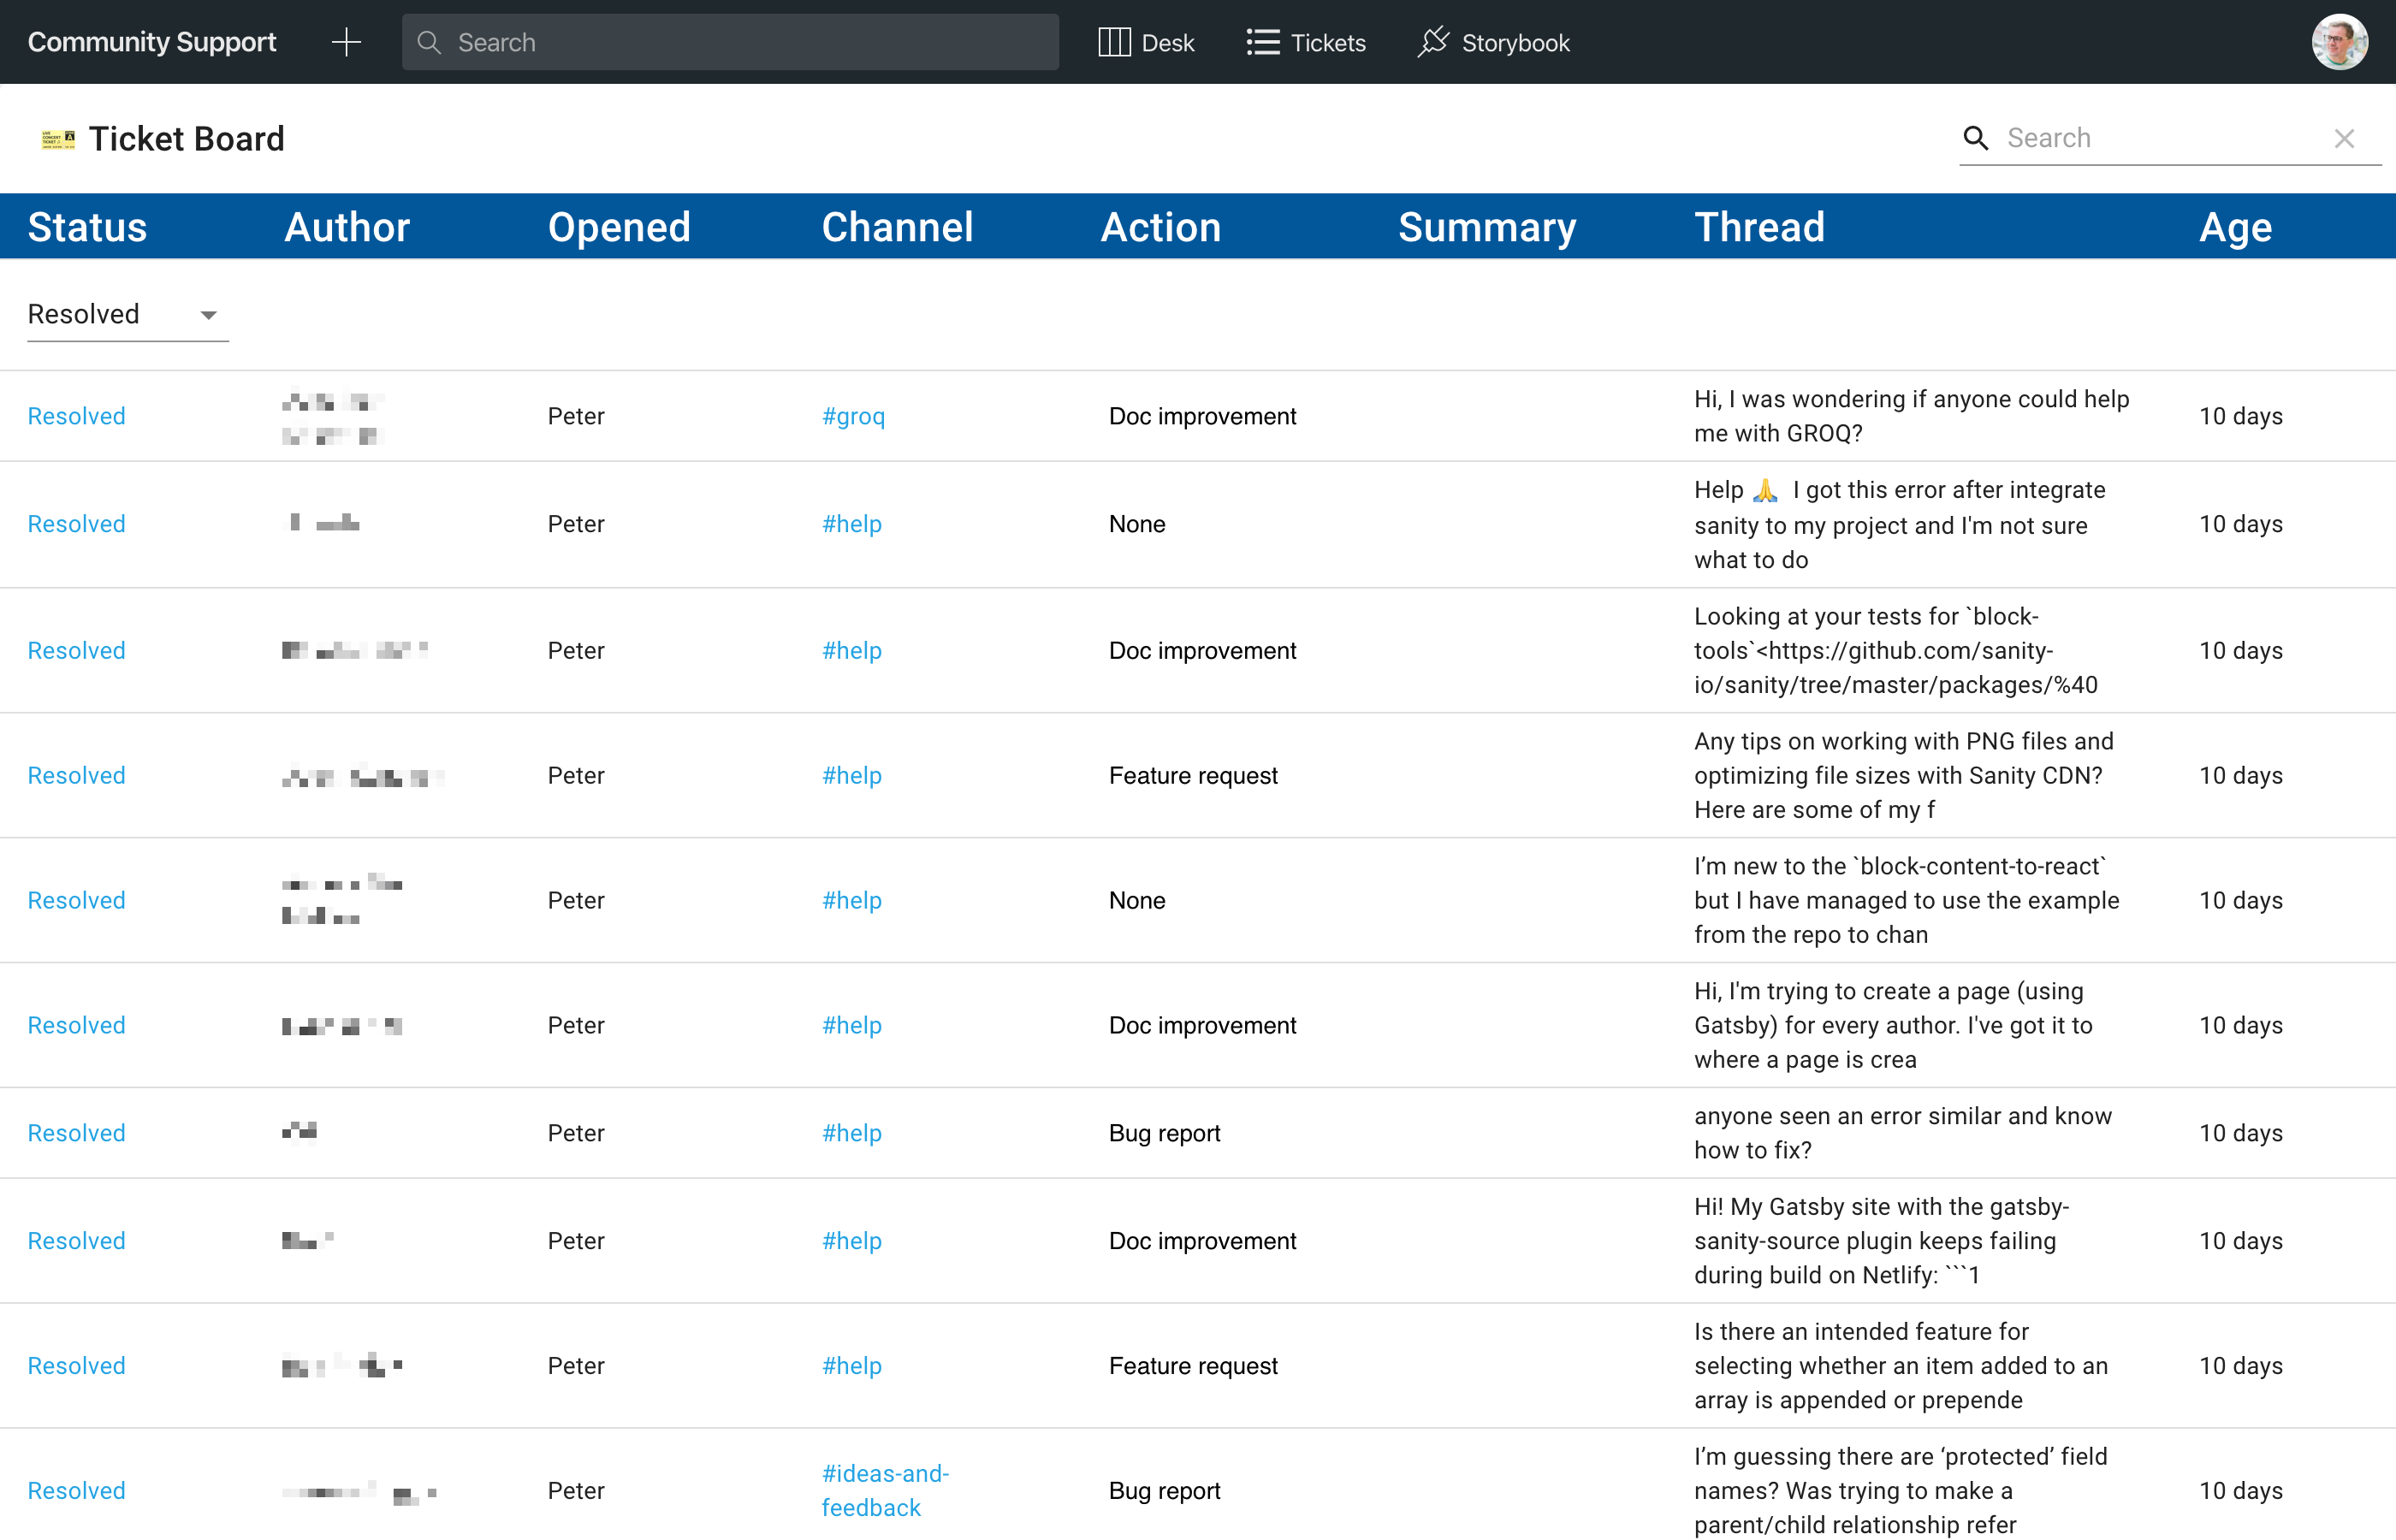 Community Support
Search
Desk
Tickets
Storybook
Ticket Board
Search
Status Author Opened Channel Action Summary Thread Age
Resolved
Resolved Peter #groq Doc improvement Hi, I was wondering if anyone could help 10 days
me with GROQ?
Resolved Peter #help None Help 🙏 I got this error after integrate 10 days
sanity to my project and I'm not sure
what to do
Resolved Peter #help Doc improvement Looking at your tests for `block- 10 days
tools`<https://github.com/sanity-
io/sanity/tree/master/packages/%40
Resolved Peter #help Feature request Any tips on working with PNG files and 10 days
optimizing file sizes with Sanity CDN?
Here are some of my f
Resolved Peter #help None I’m new to the `block-content-to-react` 10 days
but I have managed to use the example
from the repo to chan
Resolved Peter #help Doc improvement Hi, I'm trying to create a page (using 10 days
Gatsby) for every author. I've got it to
where a page is crea
Resolved Peter #help Bug report anyone seen an error similar and know 10 days
how to fix?
Resolved Peter #help Doc improvement Hi! My Gatsby site with the gatsby- 10 days
sanity-source plugin keeps failing
during build on Netlify: ```1
Resolved Peter #help Feature request Is there an intended feature for 10 days
selecting whether an item added to an
array is appended or prepende
Resolved Peter #ideas-and- Bug report I’m guessing there are ‘protected’ field 10 days
feedback names? Was trying to make a
parent/child relationship refer